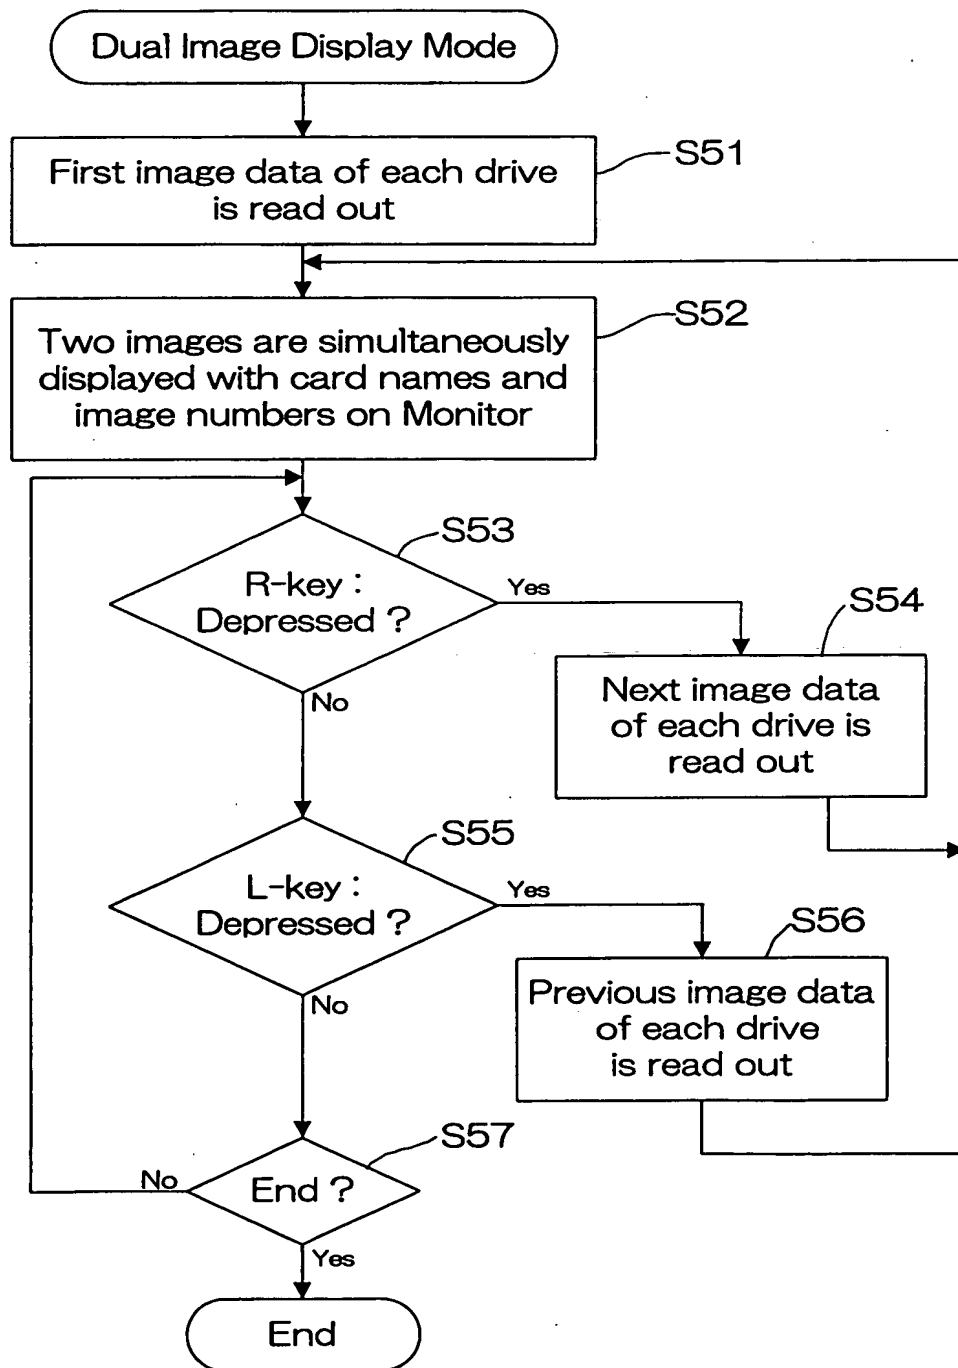 Dual Image Display Mode
S51
First image data of each drive
is read out
S52
Two images are simultaneously
displayed with card names and
image numbers on Monitor
S53
R-key :
Depressed ?
Yes
No
S54
Next image data
of each drive is
read out
S55
L-key :
Depressed ?
Yes
No
S56
Previous image data
of each drive
is read out
S57
End ?
No
Yes
End